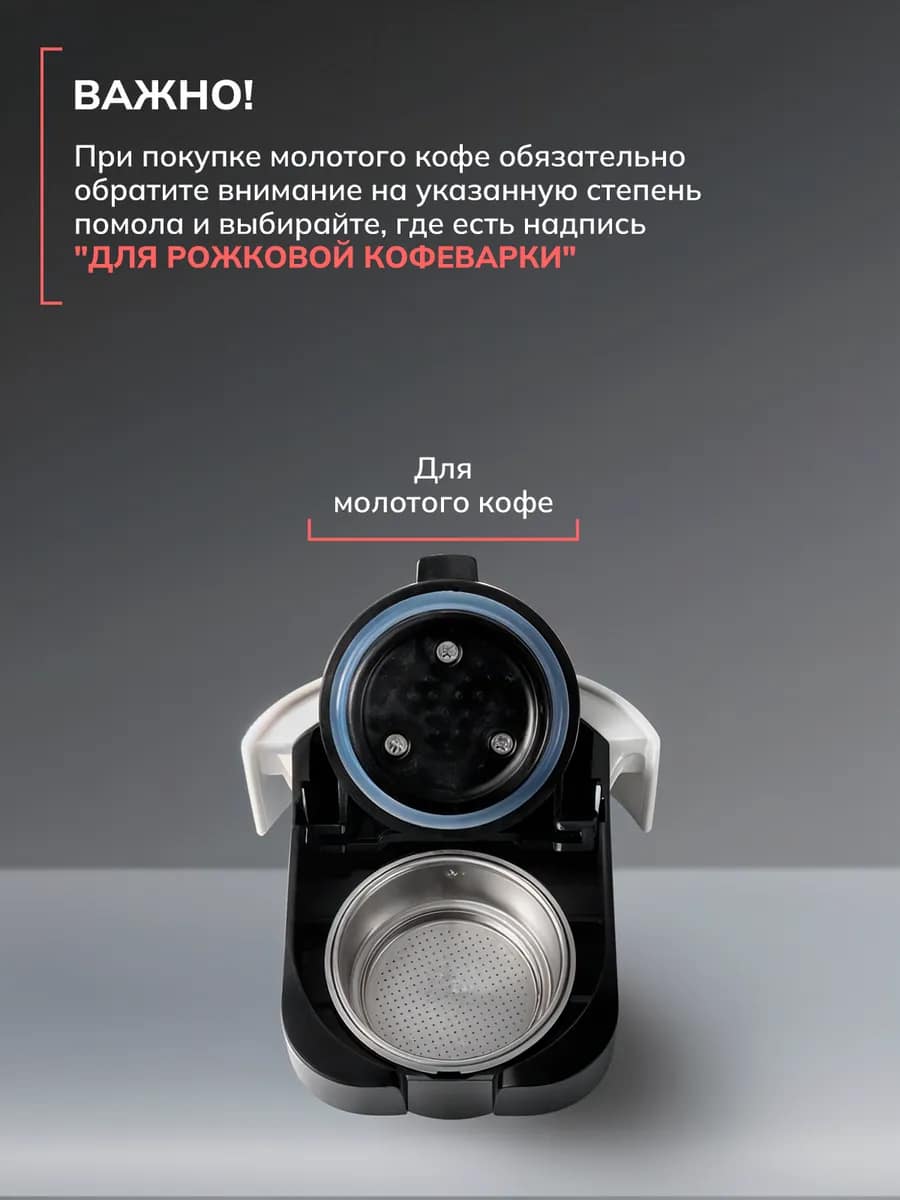 ВАЖНО!
При покупке молотого кофе обязательно
обратите внимание на указанную степень
помола и выбирайте, где есть надпись
"ДЛЯ РОЖКОВОЙ КОФЕВАРКИ"
Для
молотого кофе